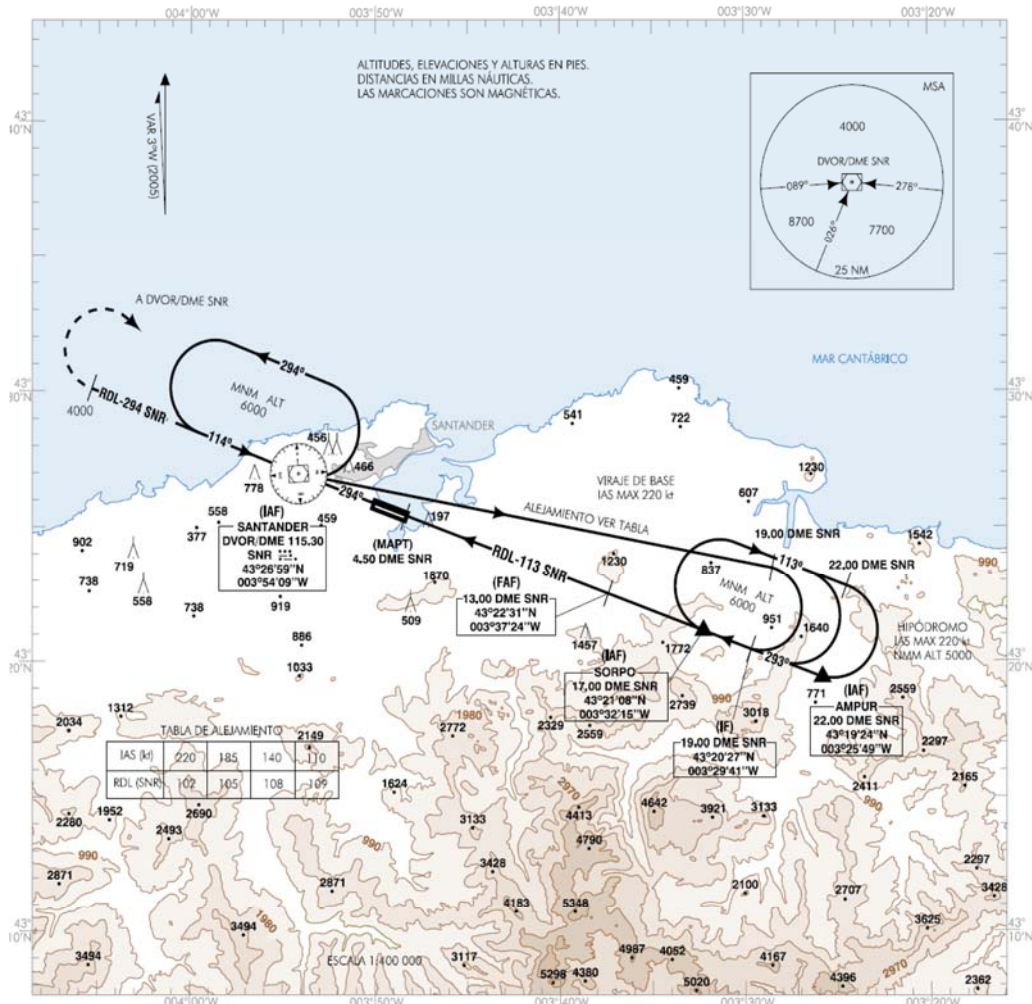 004°00'W
003°50'W
003°40'W
003°30'W
003°20'W
ALTITUDES, ELEVACIONES Y ALTURAS EN PIES.
DISTANCIAS EN MILLAS NÁUTICAS.
LAS MARCACIONES SON MAGNÉTICAS.
VAR 3°W (2005)
43°
40'N
43°
40'N
MSA
4000
DVOR/DME SNR
089°
278°
8700
026°
7700
25 NM
A DVOR/DME SNR
RDL-294 SNR
4000
114°
294°
MNM ALT
6000
MAR CANTÁBRICO
43°
30'N
43°
30'N
SANTANDER
456
466
778
541
459
722
1230
607
VIRAJE DE BASE
IAS MAX 220 kt
ALEJAMIENTO VER TABLA
294°
197
(MAPT)
4.50 DME SNR
RDL-113 SNR
(IAF)
SANTANDER
DVOR/DME 115.30
SNR
43°26'59''N
003°54'09''W
459
558
377
902
719
558
738
738
919
886
1033
1870
509
1230
(FAF)
13,00 DME SNR
43°22'31''N
003°37'24''W
19.00 DME SNR
113°
22.00 DME SNR
1542
990
837
MNM ALT
6000
951
1640
HIPÓDROMO
IAS MAX 220 kt
NMM ALT 5000
293°
1457
1772
(IAF)
SORPO
17,00 DME SNR
43°21'08''N
003°32'15''W
990
(IF)
19.00 DME SNR
43°20'27''N
003°29'41''W
771
(IAF)
AMPUR
22.00 DME SNR
43°19'24''N
003°25'49''W
43°
20'N
43°
20'N
2559
2739
3018
2297
2034
1312
1980
2772
2329
2559
2149
TABLA DE ALEJAMIENTO
IAS (kt) 220 185 140 110
RDL (SNR) 102 105 108 109
1624
2411
2165
990
2970
2280
1952
2493
2690
3133
4413
4642
3921
3133
4790
990
2871
2871
3428
2100
2707
2297
3428
990
4183
5348
3625
1980
3494
43°
10'N
43°
10'N
3494
ESCALA 1:400 000
3117
5298
4380
4987
4052
5020
4167
4396
2970
2362
004°00'W
003°50'W
003°40'W
003°30'W
003°20'W